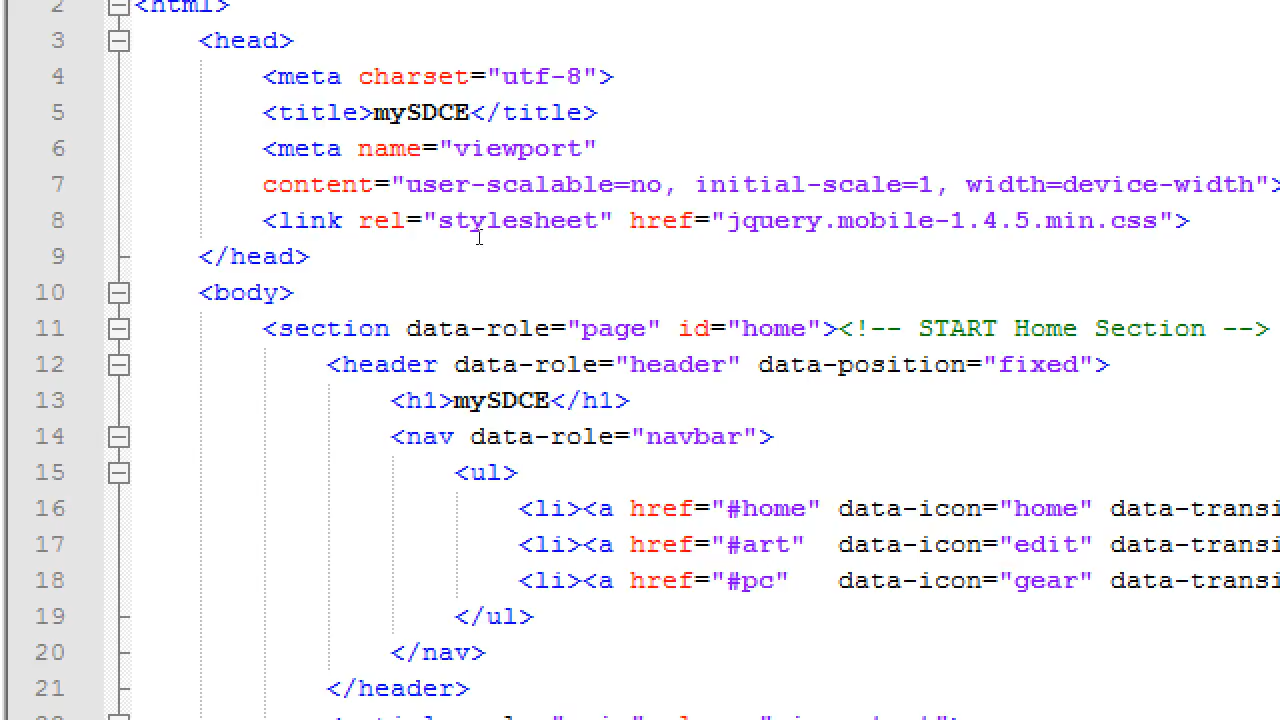 2 <html>
3 <head>
4 <meta charset="utf-8">
5 <title>mySDCE</title>
6 <meta name="viewport"
7 content="user-scalable=no, initial-scale=1, width=device-width">
8 <link rel="stylesheet" href="jquery.mobile-1.4.5.min.css">
9 </head>
10 <body>
11 <section data-role="page" id="home"><!-- START Home Section -->
12 <header data-role="header" data-position="fixed">
13 <h1>mySDCE</h1>
14 <nav data-role="navbar">
15 <ul>
16 <li><a href="#home" data-icon="home" data-transi
17 <li><a href="#art" data-icon="edit" data-transi
18 <li><a href="#pc" data-icon="gear" data-transi
19 </ul>
20 </nav>
21 </header>